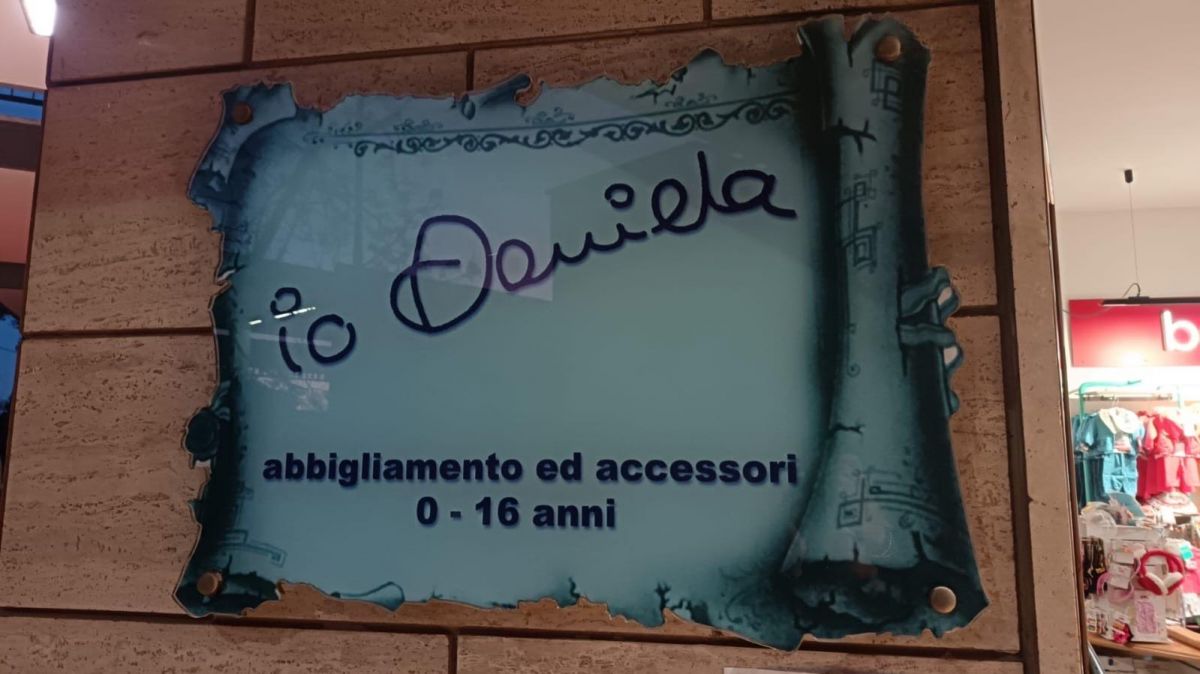 io Daniela
abbigliamento ed accessori
0 - 16 anni
b